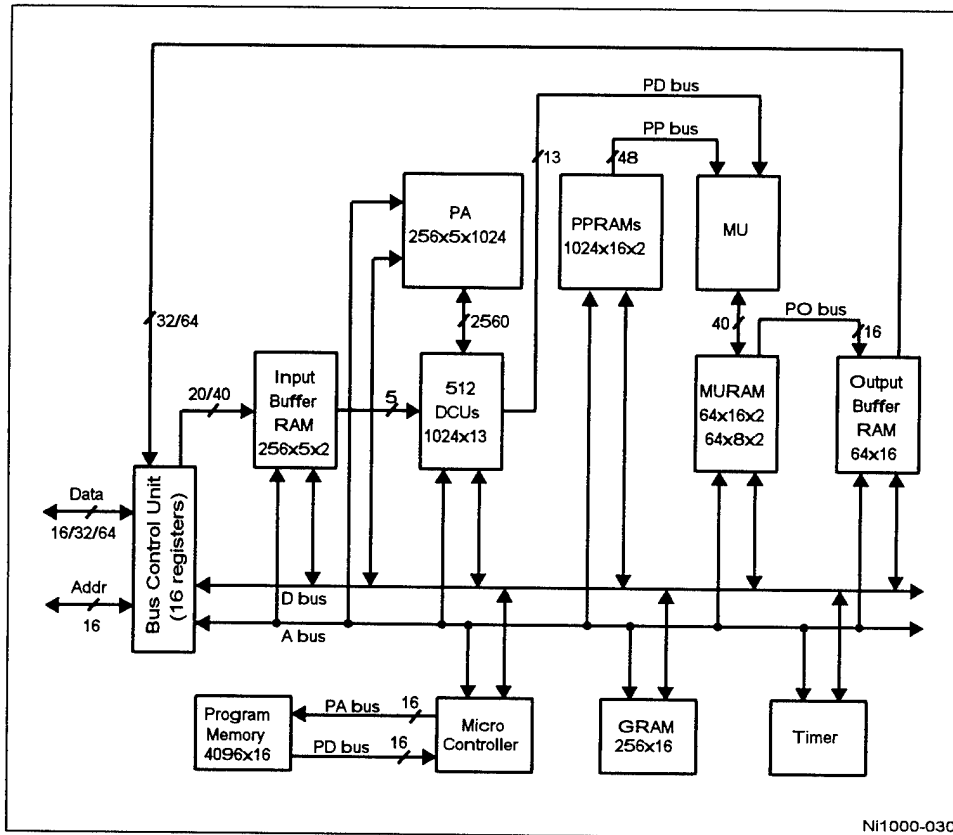 PD bus
PP bus
13
48
PA
256x5x1024
PPRAMs
1024x16x2
MU
32/64
2560
40
PO bus
16
20/40
Input
Buffer
RAM
256x5x2
5
512
DCUs
1024x13
MURAM
64x16x2
64x8x2
Output
Buffer
RAM
64x16
Data
16/32/64
Addr
16
Bus Control Unit
(16 registers)
D bus
A bus
Program
Memory
4096x16
PA bus
16
PD bus
16
Micro
Controller
GRAM
256x16
Timer
Ni1000-030